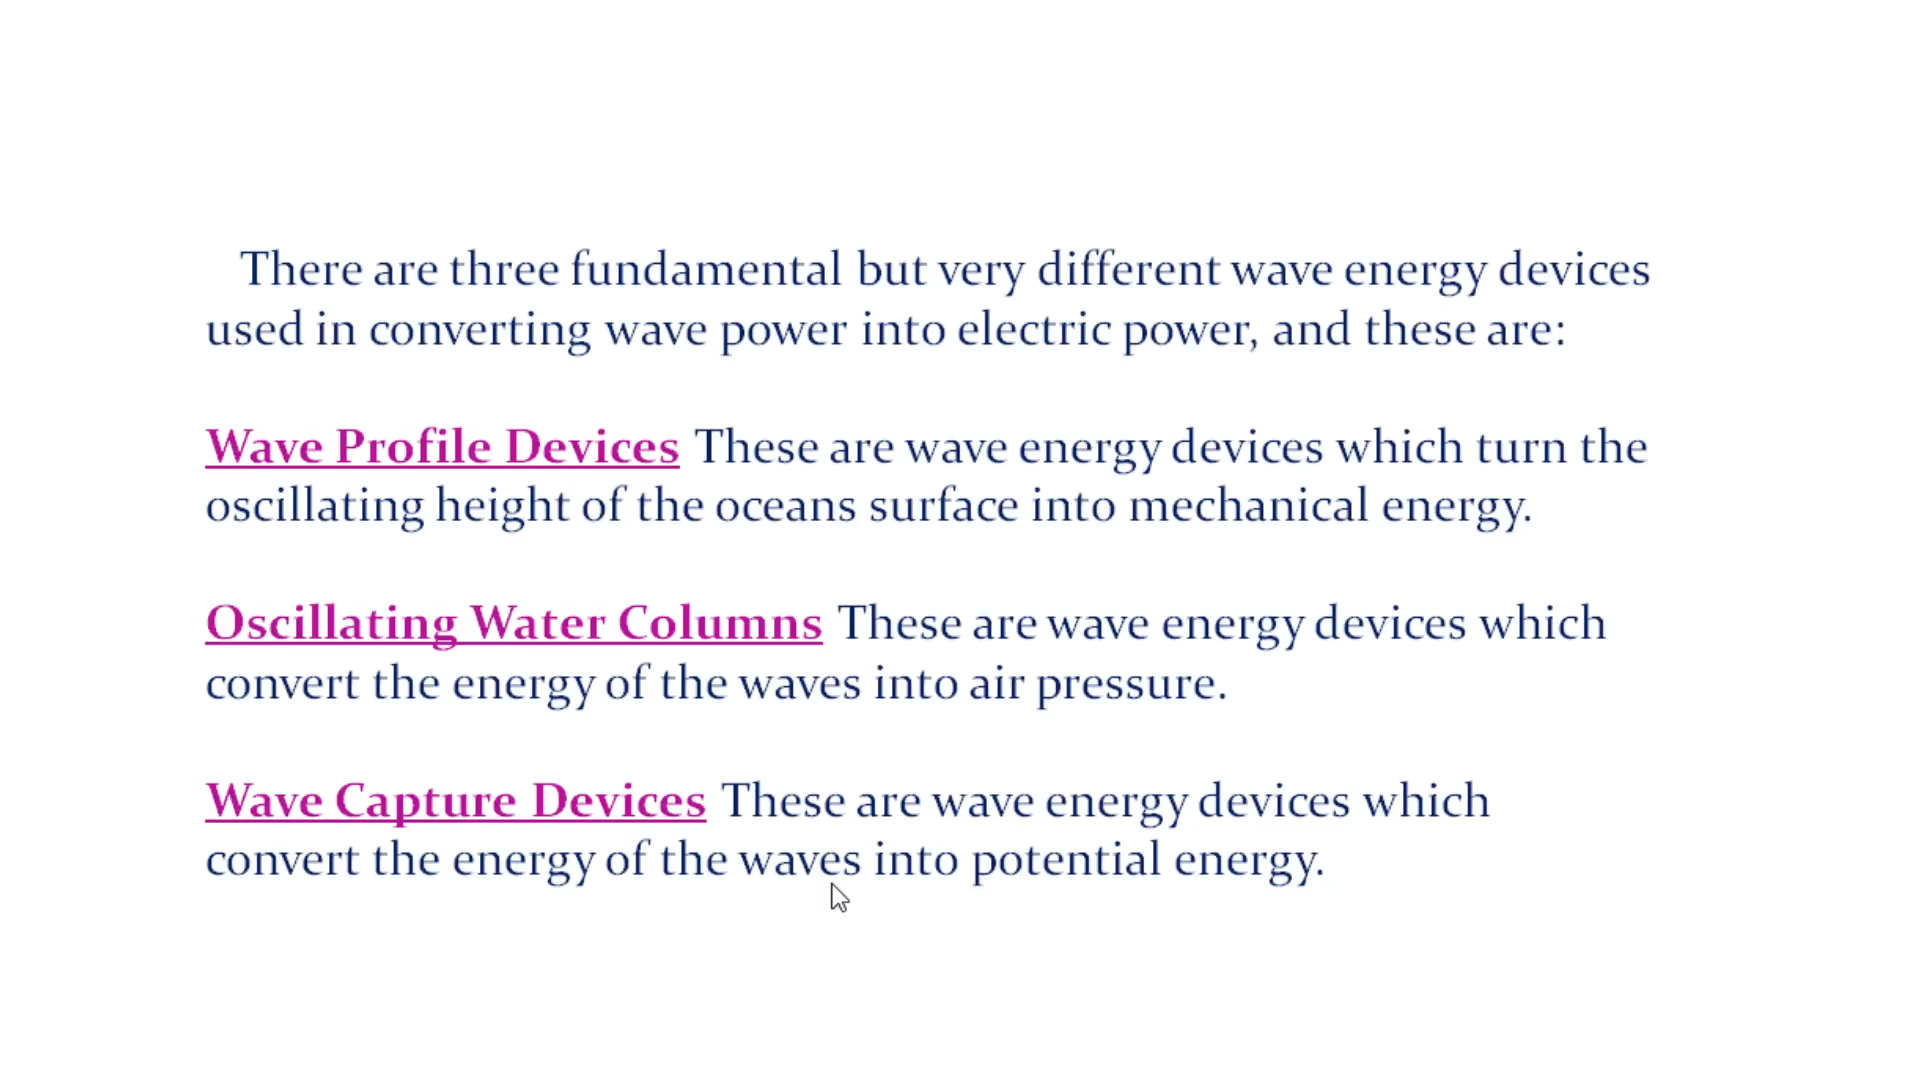 There are three fundamental but very different wave energy devices
used in converting wave power into electric power, and these are:
Wave Profile Devices These are wave energy devices which turn the
oscillating height of the oceans surface into mechanical energy.
Oscillating Water Columns These are wave energy devices which
convert the energy of the waves into air pressure.
Wave Capture Devices These are wave energy devices which
convert the energy of the waves into potential energy.